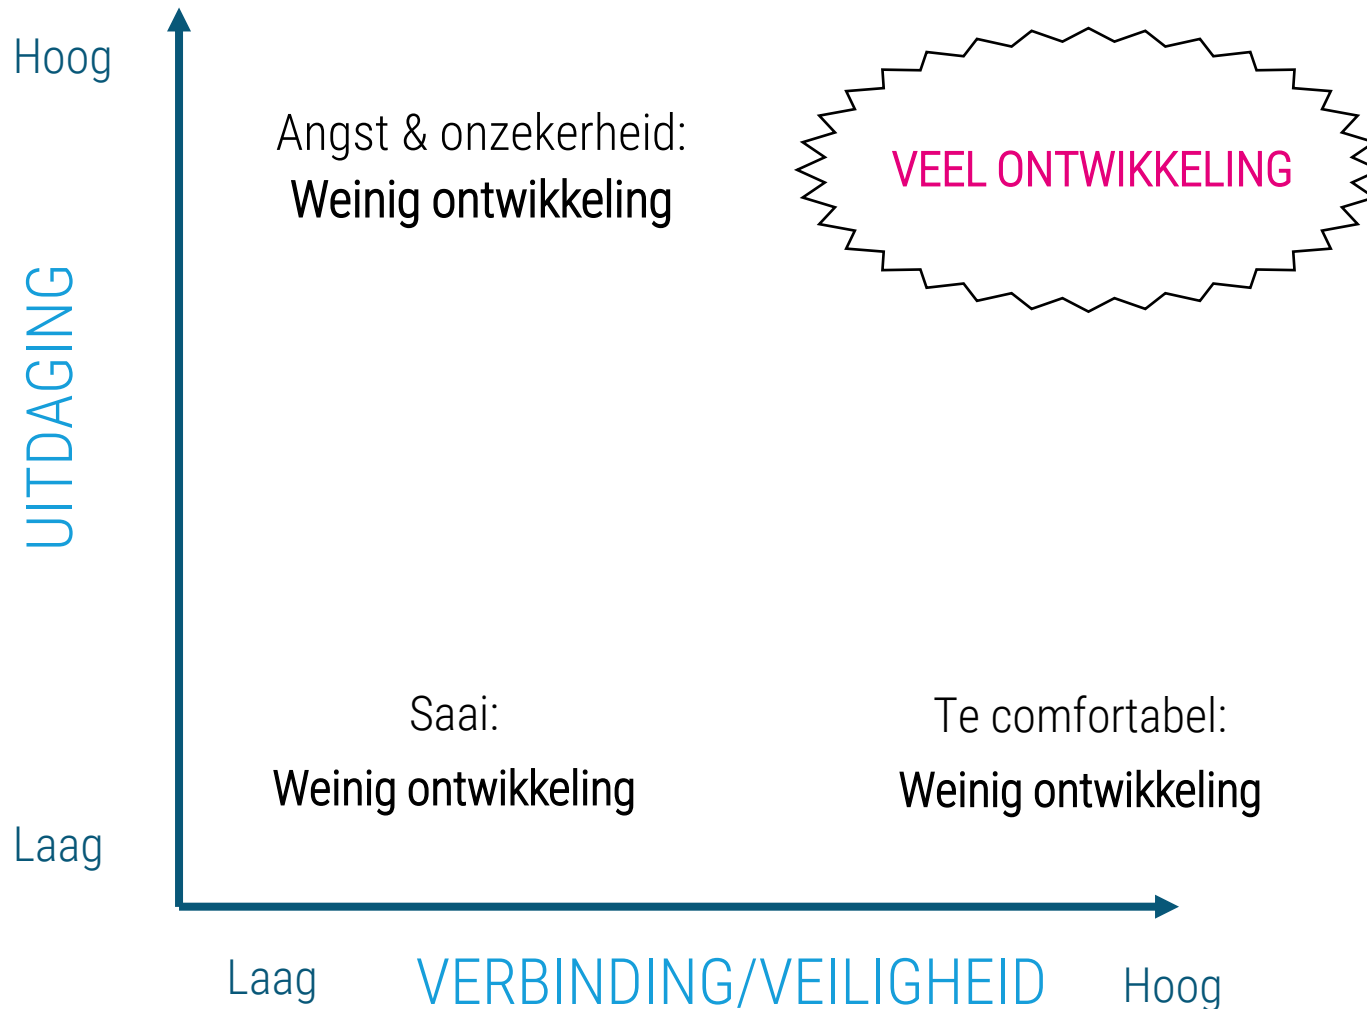 Hoog
Angst & onzekerheid:
Weinig ontwikkeling
VEEL ONTWIKKELING
UITDAGING
Saai:
Weinig ontwikkeling
Te comfortabel:
Weinig ontwikkeling
Laag
Laag
VERBINDING/VEILIGHEID
Hoog